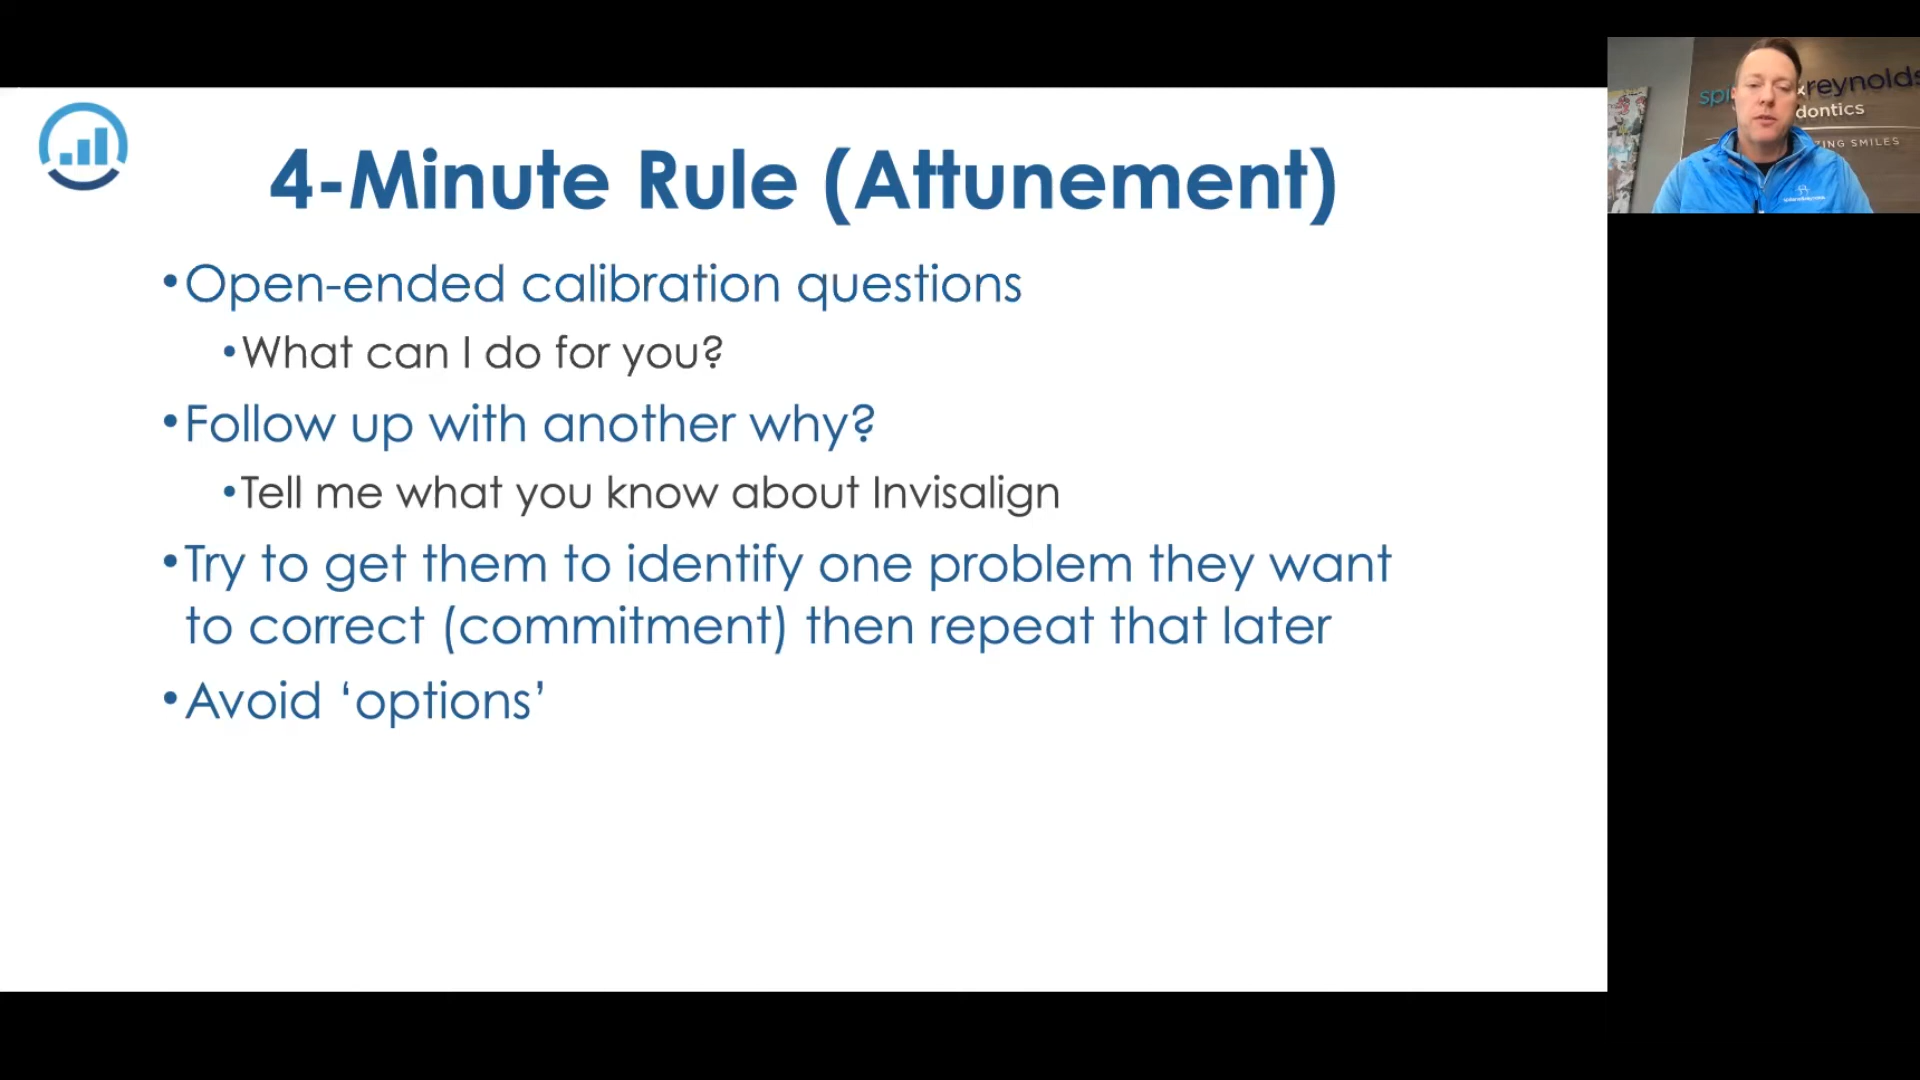 4-Minute Rule (Attunement)
•Open-ended calibration questions
•What can I do for you?
•Follow up with another why?
•Tell me what you know about Invisalign
•Try to get them to identify one problem they want
to correct (commitment) then repeat that later
•Avoid ‘options’
reynolds
SMILES